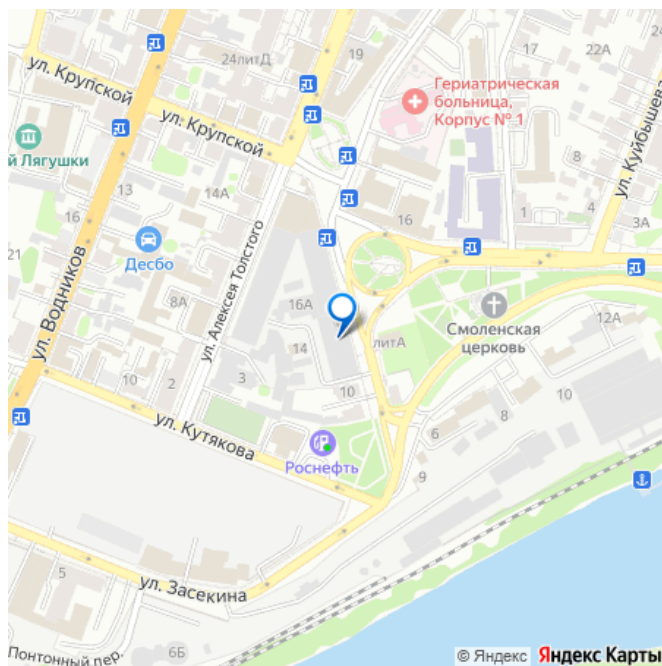 24литД
19
17
22А
ул. Крупской
ул. Крупской
Гериатрическая
больница,
Корпус № 1
ул. Куйбышева
й Лягушки
13
14А
8
16
16
1
4
3А
21
Десбо
ул. Водников
ул. Алексея Толстого
8А
16А
14
литА
Смоленская
церковь
12А
10
2
3
10
8
6
ул. Кутякова
Роснефть
9
5
ул. Засекина
Понтонный пер.
6Б
© Яндекс Яндекс Карты